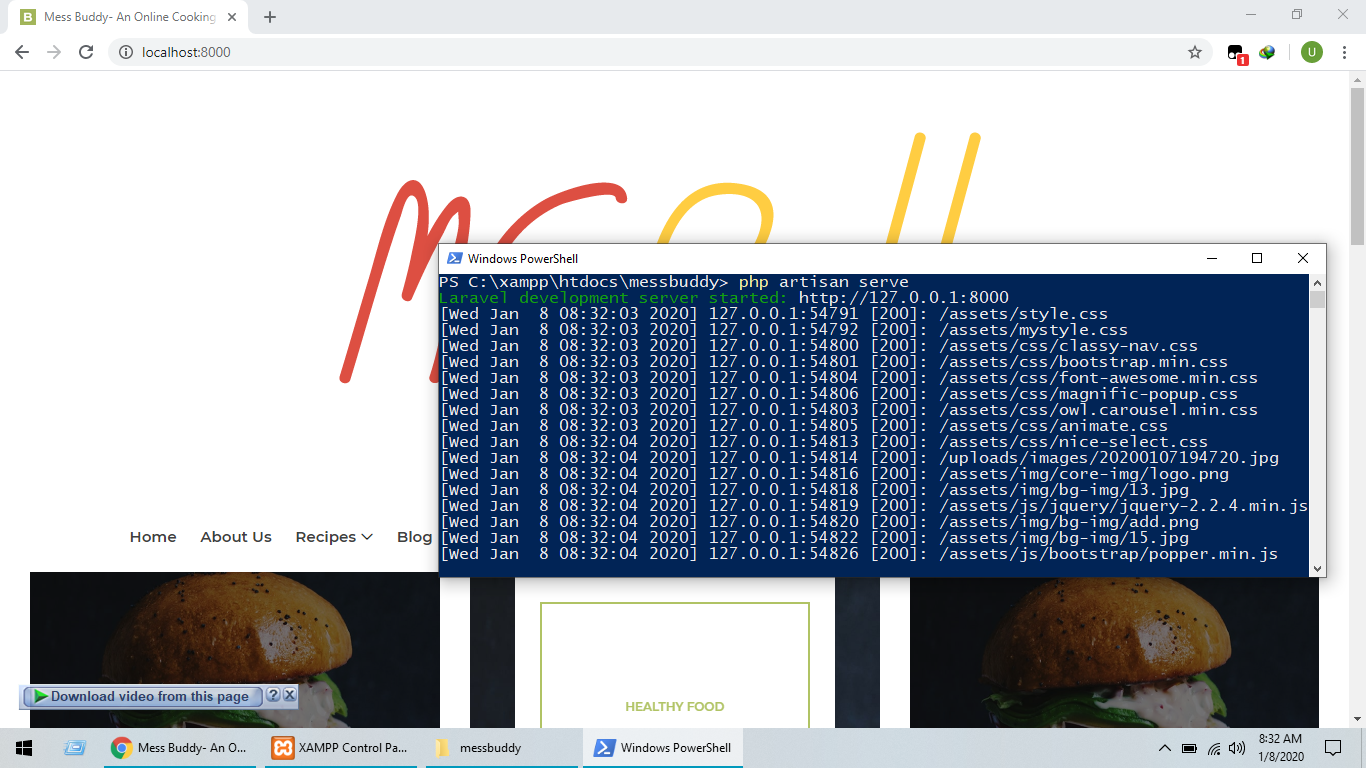 Mess Buddy- An Online Cooking
localhost:8000
1
U
Windows PowerShell
PS C:\xampp\htdocs\messbuddy> php artisan serve
Laravel development server started: http://127.0.0.1:8000
[Wed Jan  8 08:32:03 2020] 127.0.0.1:54791 [200]: /assets/style.css
[Wed Jan  8 08:32:03 2020] 127.0.0.1:54792 [200]: /assets/mystyle.css
[Wed Jan  8 08:32:03 2020] 127.0.0.1:54800 [200]: /assets/css/classy-nav.css
[Wed Jan  8 08:32:03 2020] 127.0.0.1:54801 [200]: /assets/css/bootstrap.min.css
[Wed Jan  8 08:32:03 2020] 127.0.0.1:54804 [200]: /assets/css/font-awesome.min.css
[Wed Jan  8 08:32:03 2020] 127.0.0.1:54806 [200]: /assets/css/magnific-popup.css
[Wed Jan  8 08:32:03 2020] 127.0.0.1:54803 [200]: /assets/css/owl.carousel.min.css
[Wed Jan  8 08:32:03 2020] 127.0.0.1:54805 [200]: /assets/css/animate.css
[Wed Jan  8 08:32:04 2020] 127.0.0.1:54813 [200]: /assets/css/nice-select.css
[Wed Jan  8 08:32:04 2020] 127.0.0.1:54814 [200]: /uploads/images/20200107194720.jpg
[Wed Jan  8 08:32:04 2020] 127.0.0.1:54816 [200]: /assets/img/core-img/logo.png
[Wed Jan  8 08:32:04 2020] 127.0.0.1:54818 [200]: /assets/img/bg-img/13.jpg
[Wed Jan  8 08:32:04 2020] 127.0.0.1:54819 [200]: /assets/js/jquery/jquery-2.2.4.min.js
[Wed Jan  8 08:32:04 2020] 127.0.0.1:54820 [200]: /assets/img/bg-img/add.png
[Wed Jan  8 08:32:04 2020] 127.0.0.1:54822 [200]: /assets/img/bg-img/15.jpg
[Wed Jan  8 08:32:04 2020] 127.0.0.1:54826 [200]: /assets/js/bootstrap/popper.min.js
Home About Us Recipes Blog
HEALTHY FOOD
Download video from this page ?
Mess Buddy- An O... XAMPP Control Pa... messbuddy Windows PowerShell
8:32 AM
1/8/2020